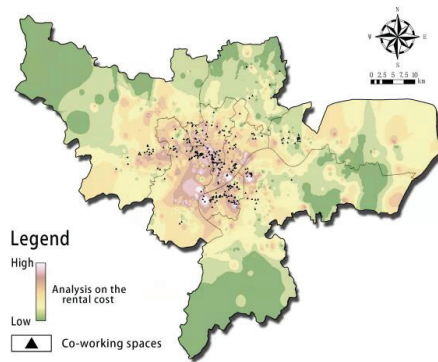 N
W
E
S
0 2.5 5 7.5 10
km
Legend
High
Analysis on the
rental cost
Low
Co-working spaces